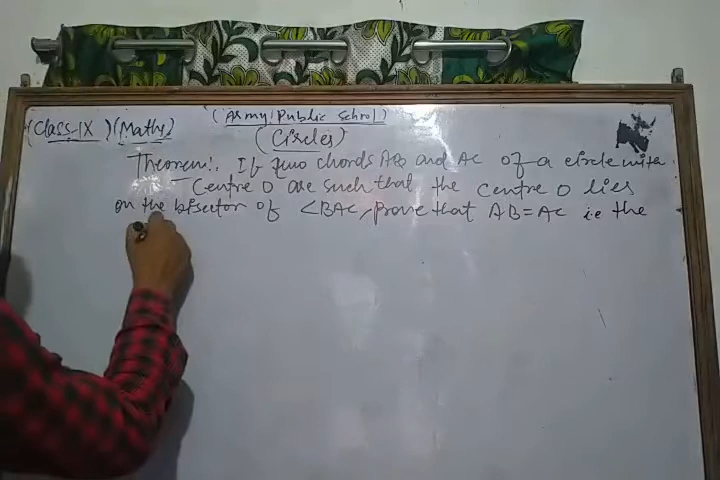 (Class-IX) (Maths) (Army Public School)
(Circles)
Theorem:. If two chords AB and AC of a circle with
Centre O are such that the centre O lies
on the bisector of ∠BAC, prove that AB=AC i.e the